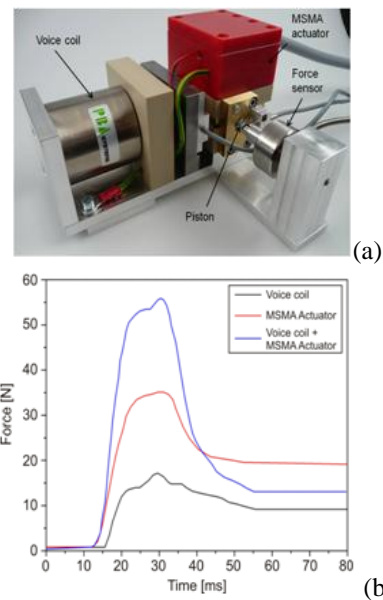 Voice coil
MSMA
actuator
Force
sensor
PBA
Piston
(a)
60
50
40
30
20
10
0
Force [N]
Voice coil
MSMA Actuator
Voice coil +
MSMA Actuator
0 10 20 30 40 50 60 70 80
Time [ms]
(b